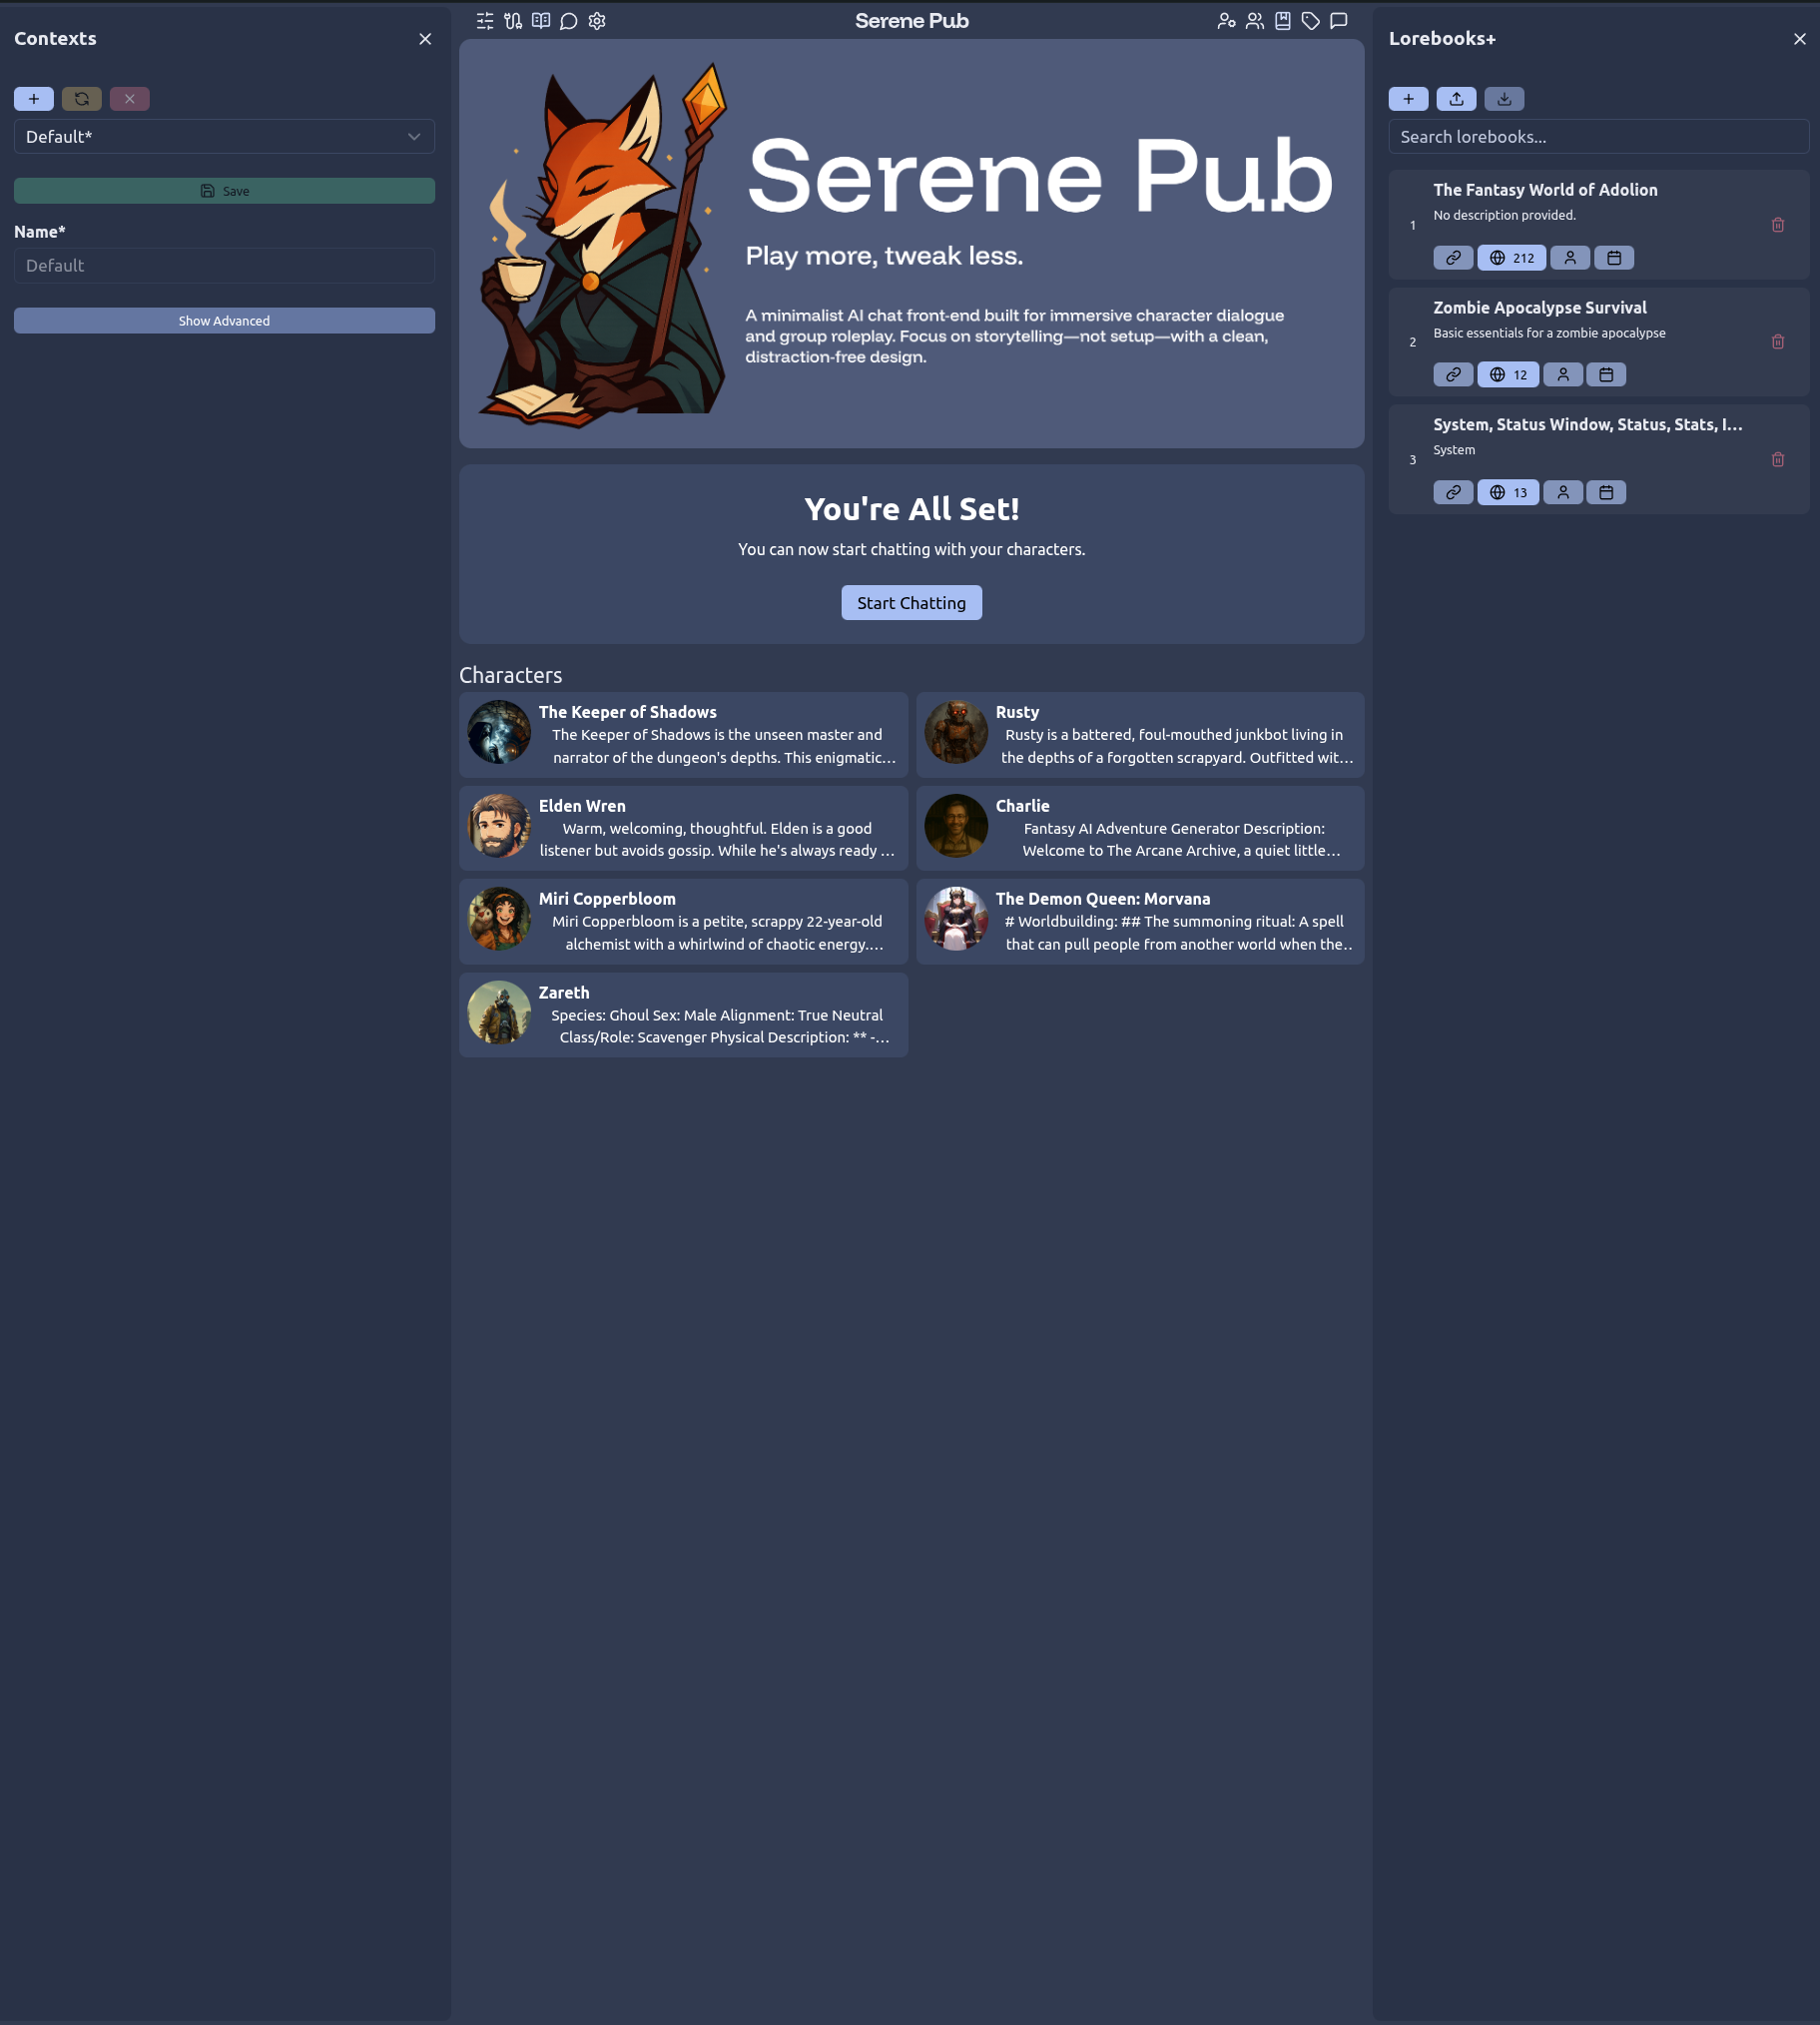 Contexts
Default*
Save
Name*
Default
Show Advanced
Serene Pub
Serene Pub
Play more, tweak less.
A minimalist AI chat front-end built for immersive character dialogue
and group roleplay. Focus on storytelling—not setup—with a clean,
distraction-free design.
You're All Set!
You can now start chatting with your characters.
Start Chatting
Characters
The Keeper of Shadows
The Keeper of Shadows is the unseen master and
narrator of the dungeon's depths. This enigmatic...
Rusty
Rusty is a battered, foul-mouthed junkbot living in
the depths of a forgotten scrapyard. Outfitted wit...
Elden Wren
Warm, welcoming, thoughtful. Elden is a good
listener but avoids gossip. While he's always ready ...
Charlie
Fantasy AI Adventure Generator Description:
Welcome to The Arcane Archive, a quiet little...
Miri Copperbloom
Miri Copperbloom is a petite, scrappy 22-year-old
alchemist with a whirlwind of chaotic energy....
The Demon Queen: Morvana
# Worldbuilding: ## The summoning ritual: A spell
that can pull people from another world when the..
Zareth
Species: Ghoul Sex: Male Alignment: True Neutral
Class/Role: Scavenger Physical Description: ** -...
Lorebooks+
Search lorebooks...
The Fantasy World of Adolion
No description provided.
1
212
Zombie Apocalypse Survival
Basic essentials for a zombie apocalypse
2
12
System, Status Window, Status, Stats, I...
System
3
13